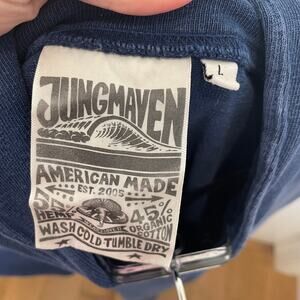 JUNGMAVEN
L
AMERICAN MADE
EST. 2005
55% HEMP
45% ORGANIC COTTON
WASH COLD TUMBLE DRY